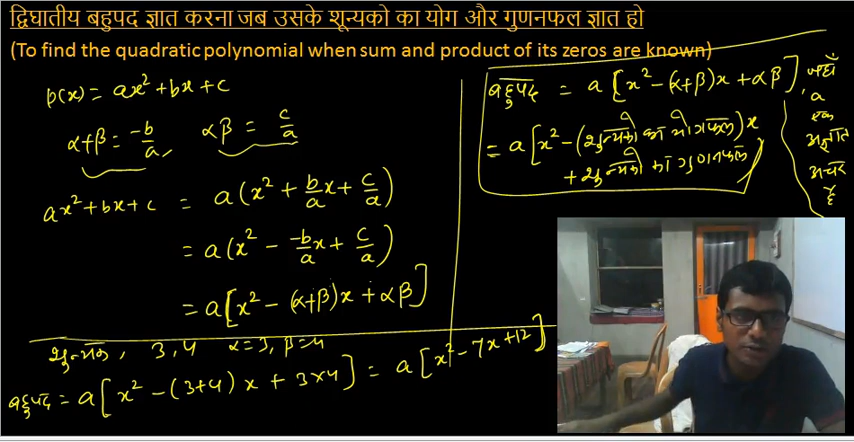 द्विघातीय बहुपद ज्ञात करना जब उसके शून्यको का योग और गुणनफल ज्ञात हो
(To find the quadratic polynomial when sum and product of its zeros are known)
p(x) = ax² + bx + c
α+β = -b/a, αβ = c/a
ax² + bx + c = a(x² + b/a x + c/a)
= a(x² - -b/a x + c/a)
= a[x² - (α+β)x + αβ]
बहुपद = a[x² - (α+β)x + αβ],
= a[x² - (शून्यको का योगफल)x
+ शून्यको का गुणनफल]
जहाँ
a
एक
अज्ञात
अचर
है
शून्यक, 3, 4 α=3, β=4
बहुपद = a[x² - (3+4)x + 3×4] = a[x² - 7x + 12]